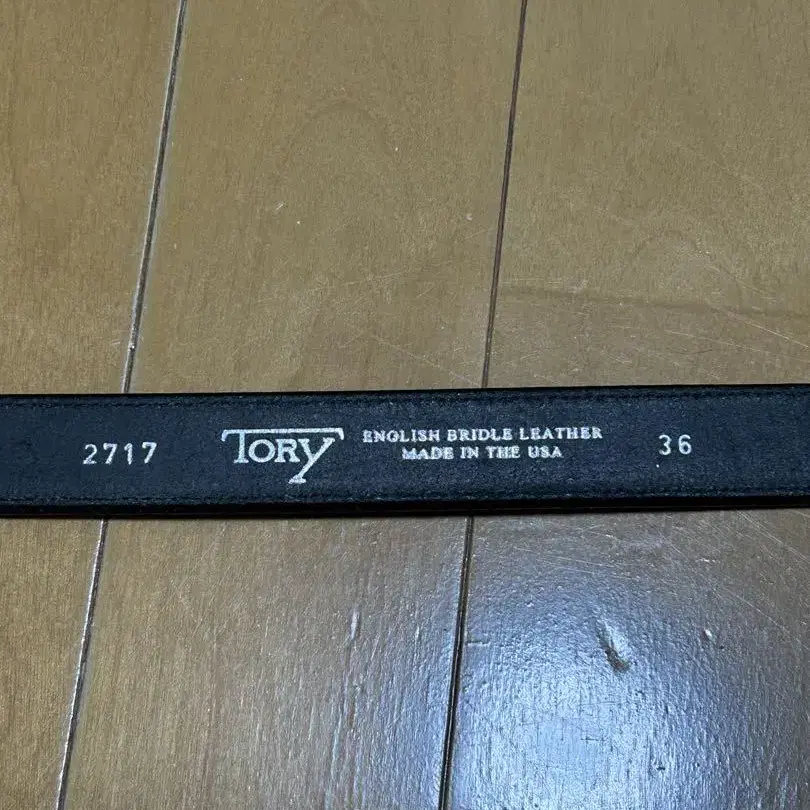 2717
TORY
ENGLISH BRIDLE LEATHER
MADE IN THE USA
36